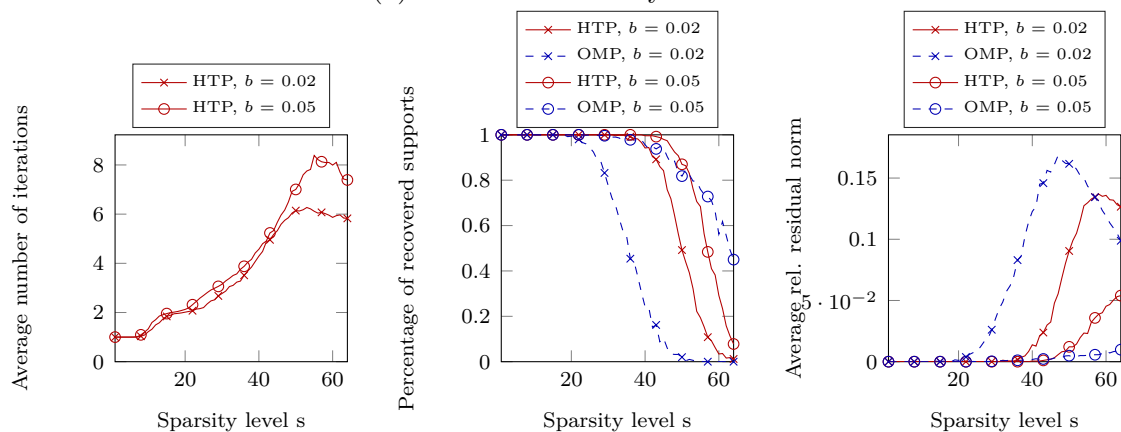 HTP, b = 0.02
HTP, b = 0.05
Average number of iterations
8
6
4
2
0
20
40
60
Sparsity level s
HTP, b = 0.02
OMP, b = 0.02
HTP, b = 0.05
OMP, b = 0.05
Percentage of recovered supports
1
0.8
0.6
0.4
0.2
0
20
40
60
Sparsity level s
HTP, b = 0.02
OMP, b = 0.02
HTP, b = 0.05
OMP, b = 0.05
Average rel. residual norm
0.15
0.1
5 · 10⁻²
0
20
40
60
Sparsity level s